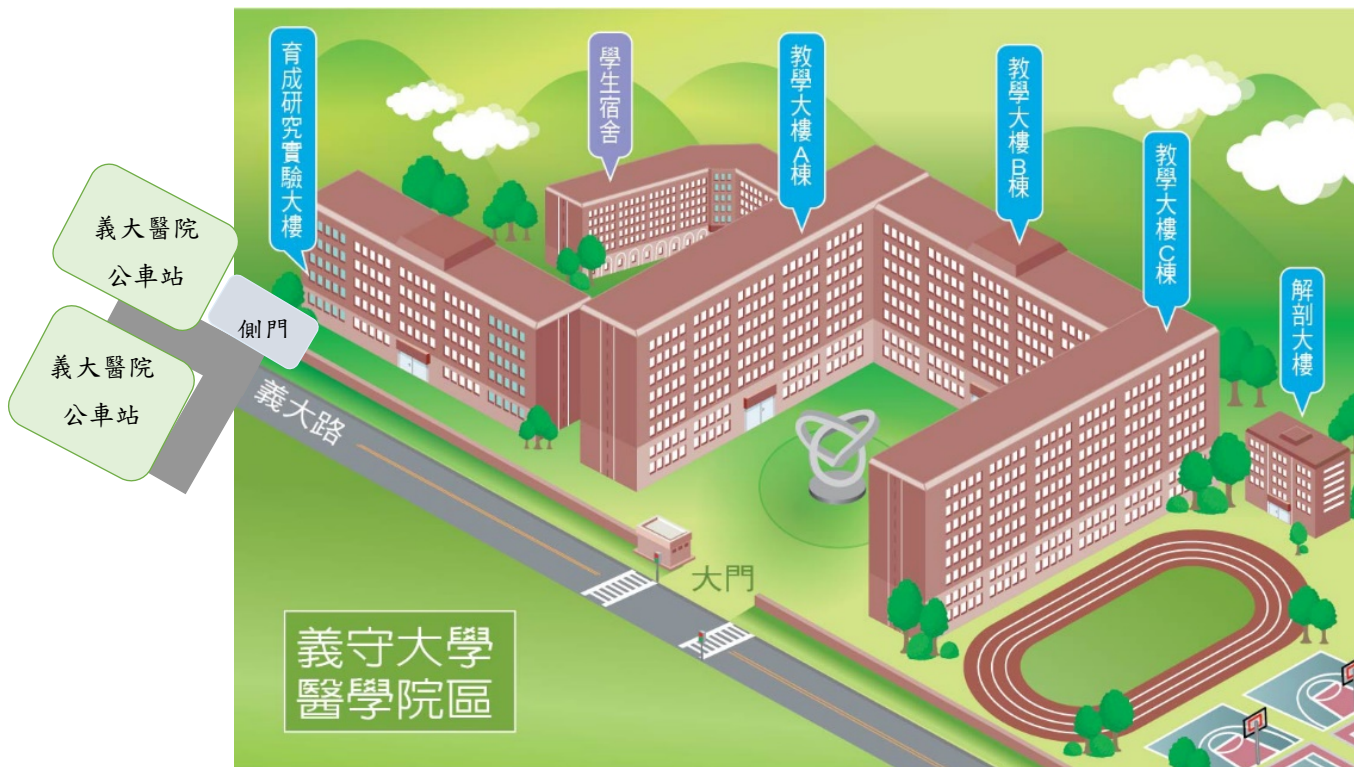 育成研究實驗大樓
學生宿舍
教學大樓A棟
教學大樓B棟
教學大樓C棟
解剖大樓
義大醫院
公車站
側門
義大醫院
公車站
義大路
大門
義守大學
醫學院區